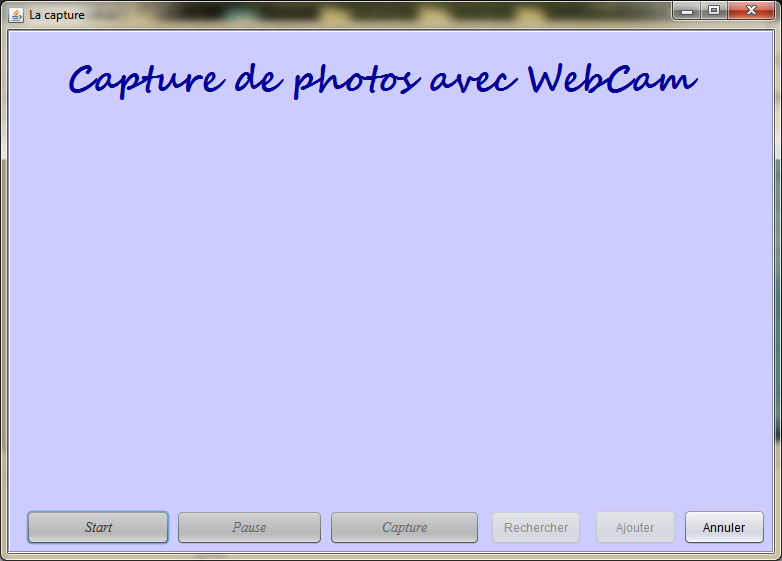 La capture
Capture de photos avec WebCam
Start Pause Capture Rechercher Ajouter Annuler